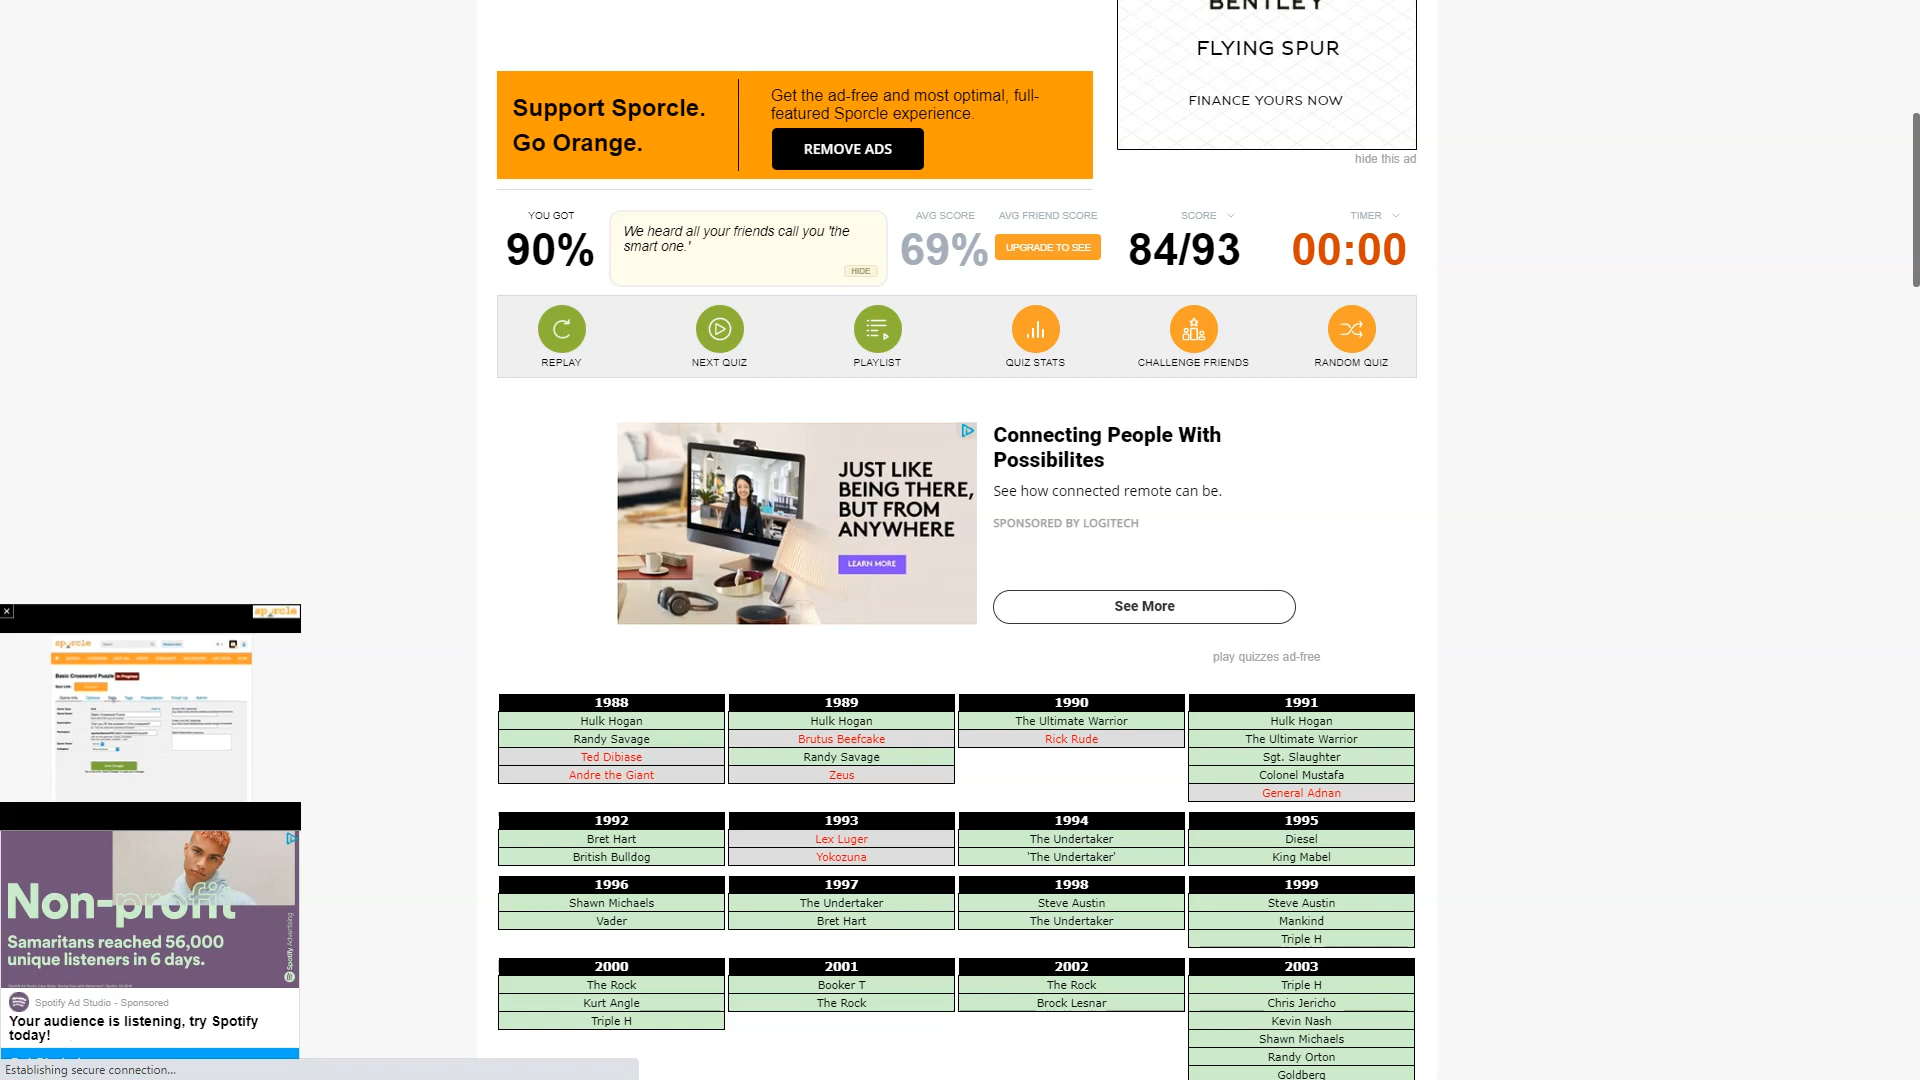 BENTLEY
FLYING SPUR
FINANCE YOURS NOW
hide this ad
Support Sporcle.
Go Orange.
Get the ad-free and most optimal, full-
featured Sporcle experience.
REMOVE ADS
YOU GOT
90%
We heard all your friends call you 'the
smart one.'
HIDE
AVG SCORE
69%
AVG FRIEND SCORE
UPGRADE TO SEE
SCORE
84/93
TIMER
00:00
REPLAY
NEXT QUIZ
PLAYLIST
QUIZ STATS
CHALLENGE FRIENDS
RANDOM QUIZ
JUST LIKE
BEING THERE,
BUT FROM
ANYWHERE
LEARN MORE
Connecting People With
Possibilites
See how connected remote can be.
SPONSORED BY LOGITECH
See More
play quizzes ad-free
1988
Hulk Hogan
Randy Savage
Ted Dibiase
Andre the Giant
1989
Hulk Hogan
Brutus Beefcake
Randy Savage
Zeus
1990
The Ultimate Warrior
Rick Rude
1991
Hulk Hogan
The Ultimate Warrior
Sgt. Slaughter
Colonel Mustafa
General Adnan
1992
Bret Hart
British Bulldog
1993
Lex Luger
Yokozuna
1994
The Undertaker
'The Undertaker'
1995
Diesel
King Mabel
1996
Shawn Michaels
Vader
1997
The Undertaker
Bret Hart
1998
Steve Austin
The Undertaker
1999
Steve Austin
Mankind
Triple H
2000
The Rock
Kurt Angle
Triple H
2001
Booker T
The Rock
2002
The Rock
Brock Lesnar
2003
Triple H
Chris Jericho
Kevin Nash
Shawn Michaels
Randy Orton
Goldberg
sporcle
sporcle
Basic Crossword Puzzle
In Progress
Non-profit
Samaritans reached 56,000
unique listeners in 6 days.
Spotify Advertising
Spotify Ad Studio - Sponsored
Your audience is listening, try Spotify
today!
Establishing secure connection...